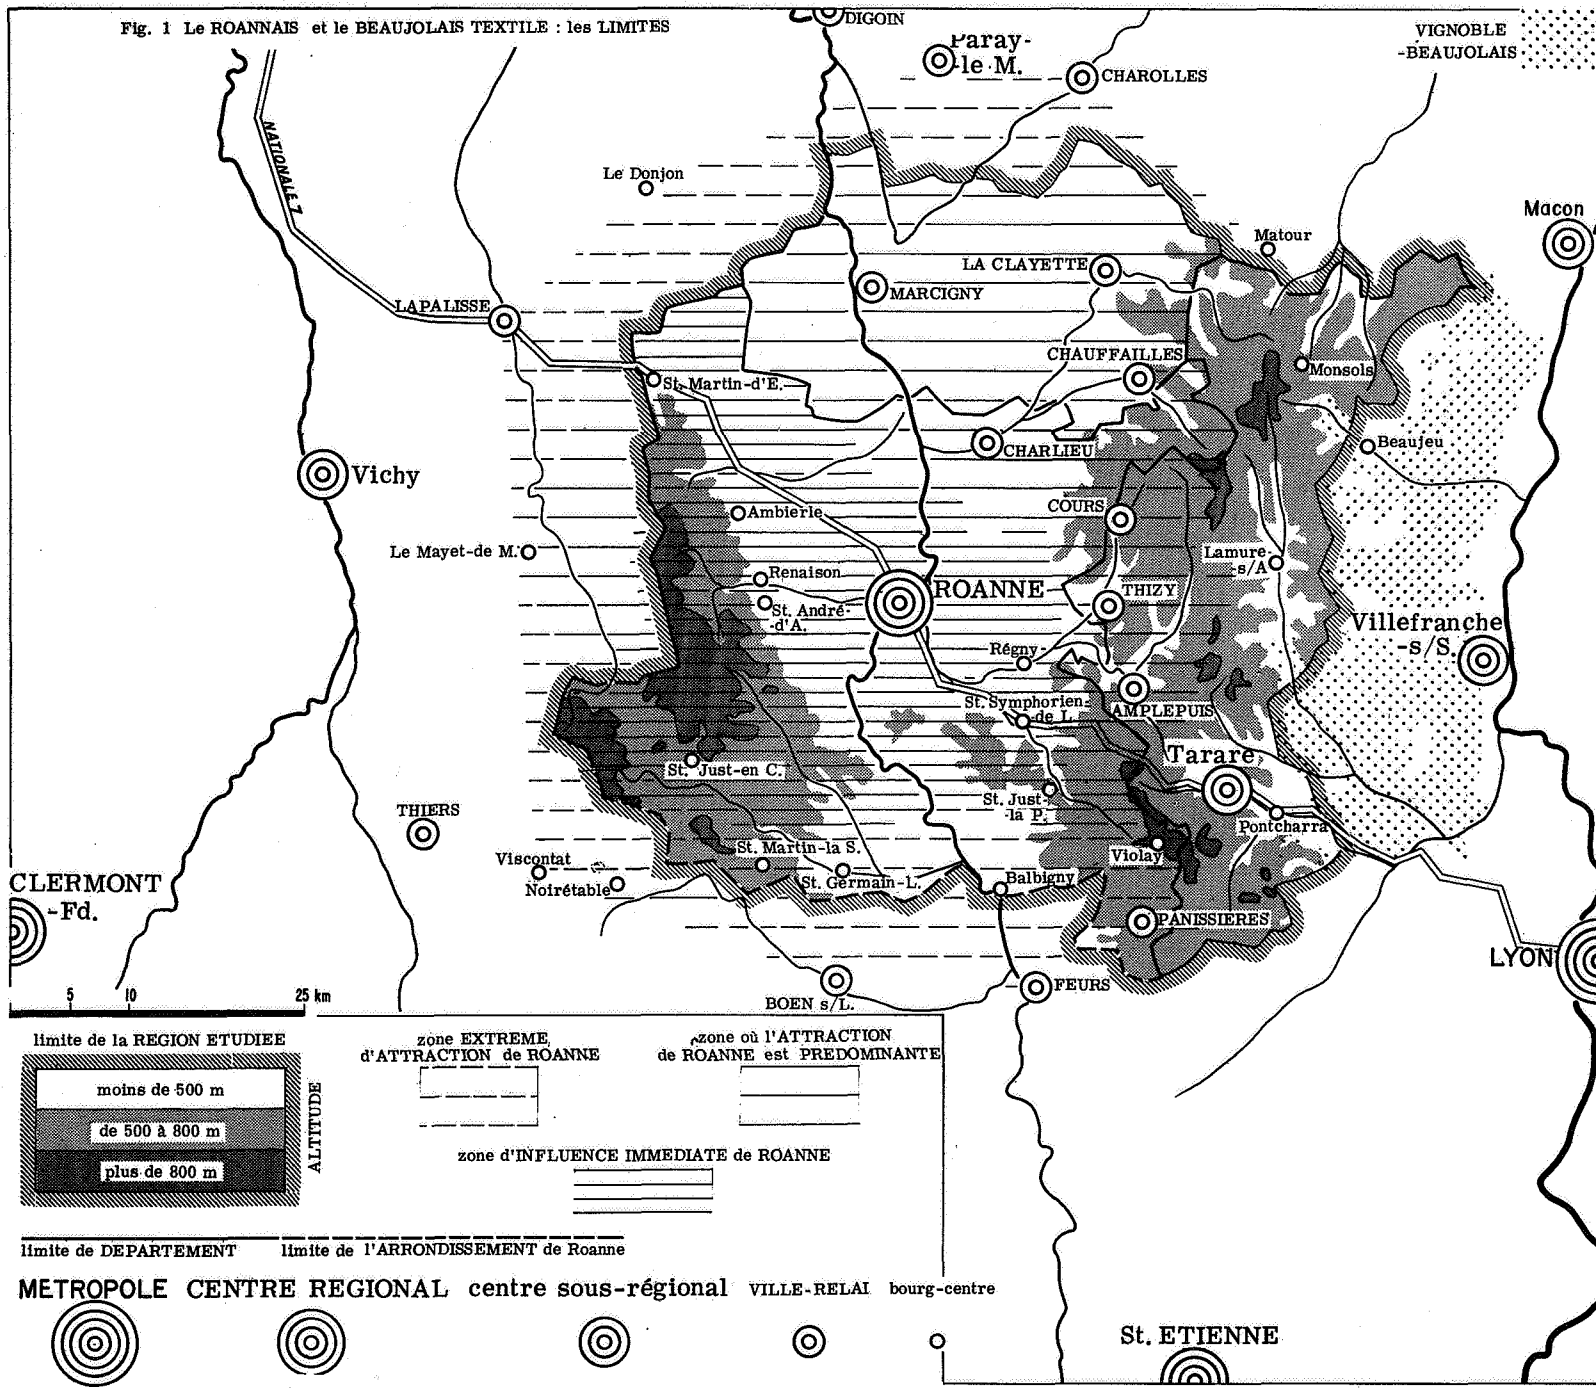 Fig. 1 Le ROANNAIS et le BEAUJOLAIS TEXTILE : les LIMITES
DIGOIN
VIGNOBLE
-BEAUJOLAIS
Paray-
-le-M.
CHAROLLES
NATIONALE 7
Le Donjon
Macon
Matour
LA CLAYETTE
MARCIGNY
LAPALISSE
CHAUFFAILLES
Monsols
St. Martin-d'E.
Beaujeu
CHARLIEU
Vichy
COURS
Ambierle
Le Mayet-de M.
Lamure-
-s/A
Renaison
ROANNE
THIZY
St. André-
-d'A.
Villefranche
-s/S.
Régny-
St. Symphorien-
-de L.
AMPLEPUIS
Tarare
St. Just-en C.
St. Just-
-la P.
THIERS
Pontcharra
Violay
St. Martin-la S.
Viscontat
Noirétable
St. Germain-L.
Balbigny
CLERMONT
-Fd.
PANISSIERES
LYON
FEURS
BOEN s/L.
5 10 25 km
limite de la REGION ETUDIEE
moins de 500 m
de 500 à 800 m
plus de 800 m
ALTITUDE
zone EXTREME
d'ATTRACTION de ROANNE
zone où l'ATTRACTION
de ROANNE est PREDOMINANTE
zone d'INFLUENCE IMMEDIATE de ROANNE
limite de DEPARTEMENT limite de l'ARRONDISSEMENT de Roanne
METROPOLE CENTRE REGIONAL centre sous-régional VILLE-RELAI bourg-centre
St. ETIENNE